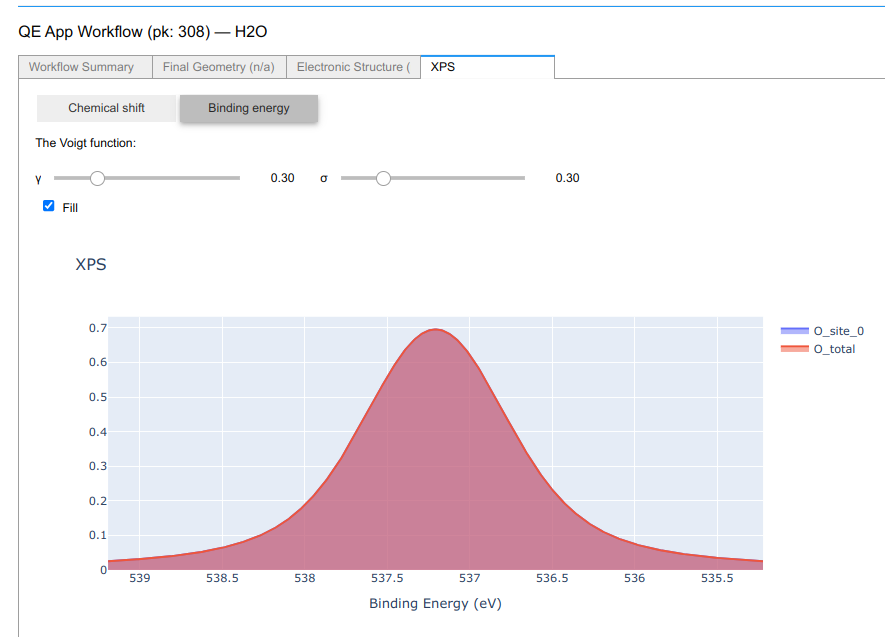 QE App Workflow (pk: 308) — H2O
Workflow Summary Final Geometry (n/a) Electronic Structure ( XPS
Chemical shift Binding energy
The Voigt function:
γ 0.30 σ 0.30
Fill
XPS
0.7
0.6
0.5
0.4
0.3
0.2
0.1
0
539 538.5 538 537.5 537 536.5 536 535.5
Binding Energy (eV)
O_site_0
O_total